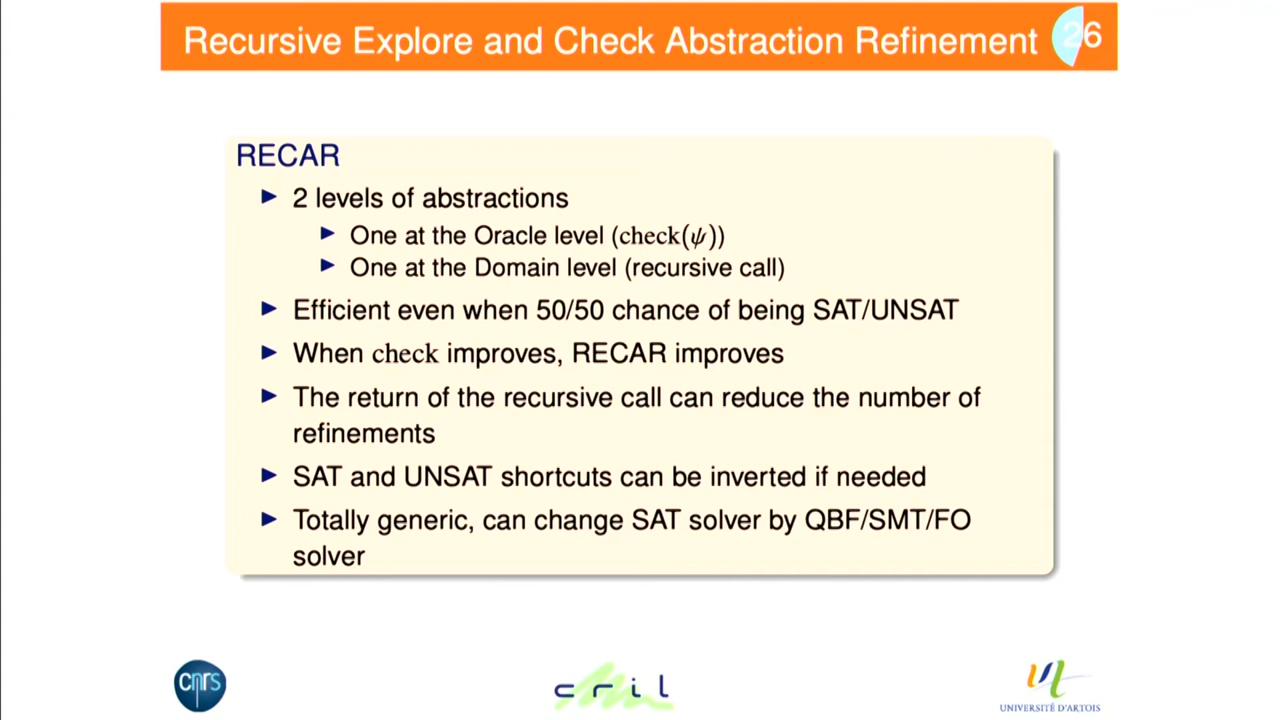 Recursive Explore and Check Abstraction Refinement 26
RECAR
▶ 2 levels of abstractions
▶ One at the Oracle level (check(ψ))
▶ One at the Domain level (recursive call)
▶ Efficient even when 50/50 chance of being SAT/UNSAT
▶ When check improves, RECAR improves
▶ The return of the recursive call can reduce the number of
refinements
▶ SAT and UNSAT shortcuts can be inverted if needed
▶ Totally generic, can change SAT solver by QBF/SMT/FO
solver
cnrs
cril
UNIVERSITÉ D'ARTOIS